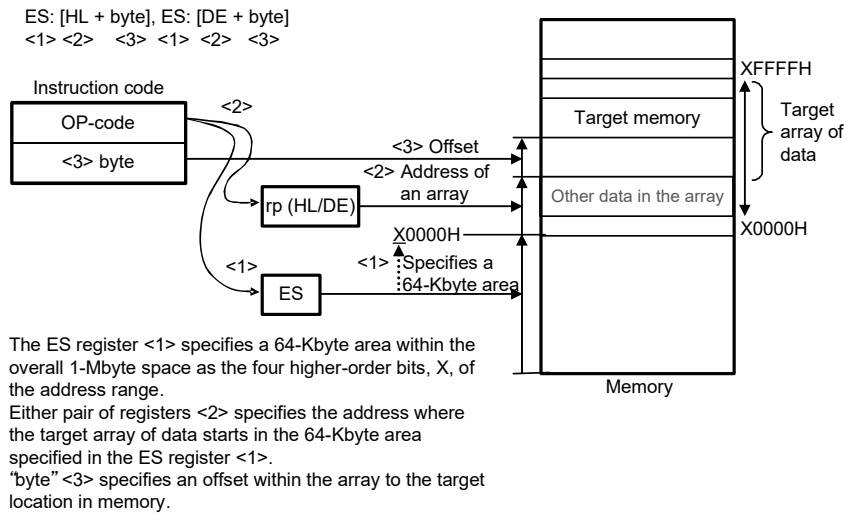 ES: [HL + byte], ES: [DE + byte]
<1> <2> <3> <1> <2> <3>
Instruction code
OP-code
<3> byte
<2>
<3> Offset
<2> Address of
an array
rp (HL/DE)
X0000H
<1> Specifies a
64-Kbyte area
<1>
ES
XFFFFH
Target memory
Target
array of
data
Other data in the array
X0000H
Memory
The ES register <1> specifies a 64-Kbyte area within the
overall 1-Mbyte space as the four higher-order bits, X, of
the address range.
Either pair of registers <2> specifies the address where
the target array of data starts in the 64-Kbyte area
specified in the ES register <1>.
“byte” <3> specifies an offset within the array to the target
location in memory.